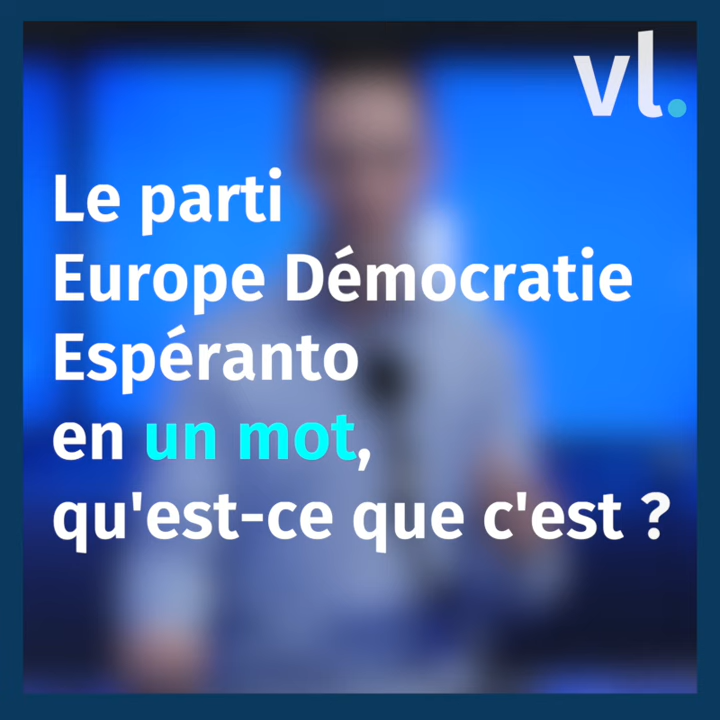 vl.
Le parti
Europe Démocratie
Espéranto
en un mot,
qu'est-ce que c'est ?